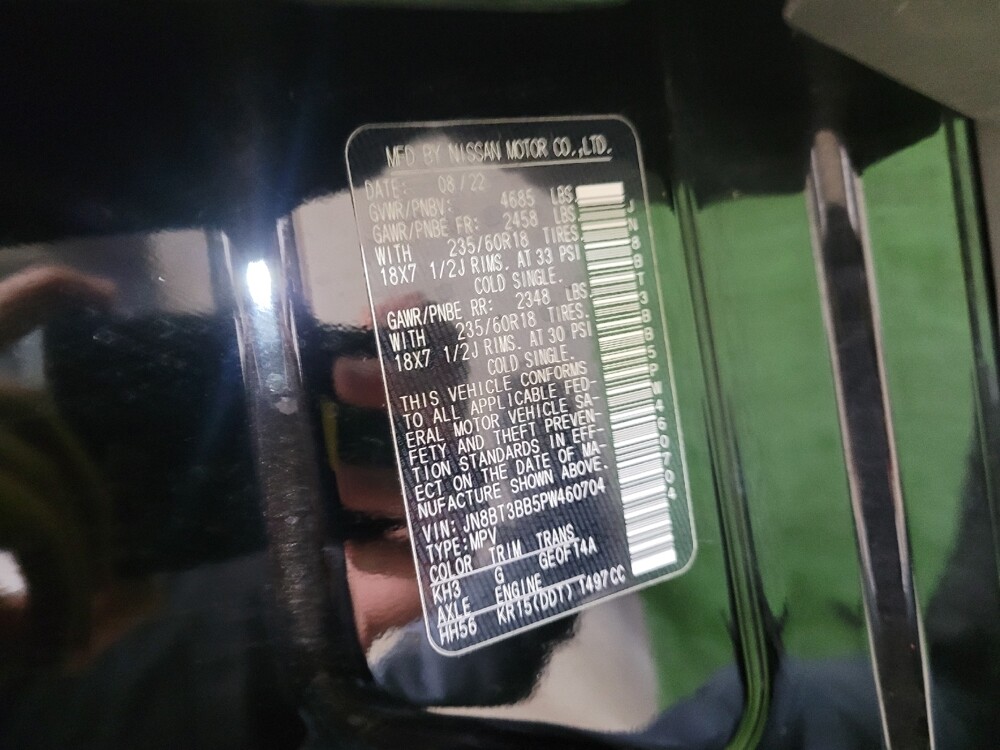 MFD BY NISSAN MOTOR CO.,LTD.
DATE: 08/22
GVWR/PNBV: 4685 LBS
GAWR/PNBE FR: 2458 LBS.
WITH 235/60R18 TIRES.
18X7 1/2J RIMS. AT 33 PSI
COLD SINGLE.
GAWR/PNBE RR: 2348 LBS.
WITH 235/60R18 TIRES.
18X7 1/2J RIMS. AT 30 PSI
COLD SINGLE.
THIS VEHICLE CONFORMS
TO ALL APPLICABLE FED-
ERAL MOTOR VEHICLE SA-
FETY AND THEFT PREVEN-
TION STANDARDS IN EFF-
ECT ON THE DATE OF MA-
NUFACTURE SHOWN ABOVE.
VIN: JN8BT3BB5PW460704
TYPE: MPV
COLOR TRIM TRANS
KH3 G GE0FT4A
AXLE ENGINE
HH56 KR15(DDT) 1497CC
JN8BT3BB5PW460704